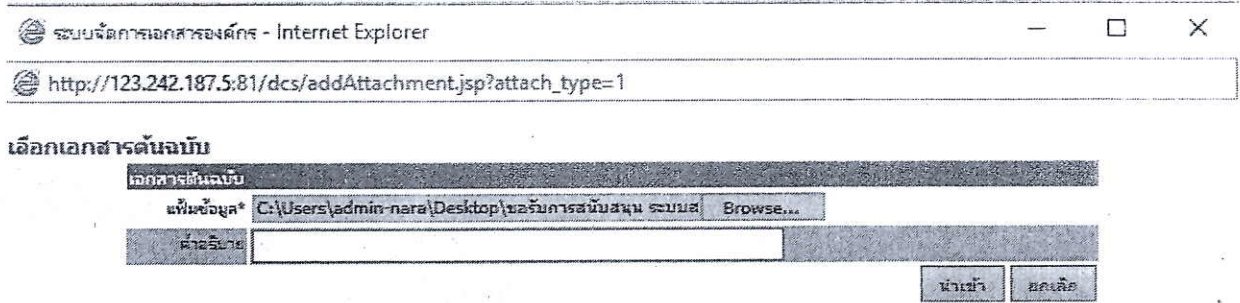 ระบบจัดการเอกสารองค์กร - Internet Explorer
http://123.242.187.5:81/dcs/addAttachment.jsp?attach_type=1
เลือกเอกสารต้นฉบับ
เอกสารต้นฉบับ
แฟ้มข้อมูล* C:\Users\admin-nara\Desktop\ขอรับการสนับสนุน ระบบส Browse...
คำอธิบาย
นำเข้า ยกเลิก